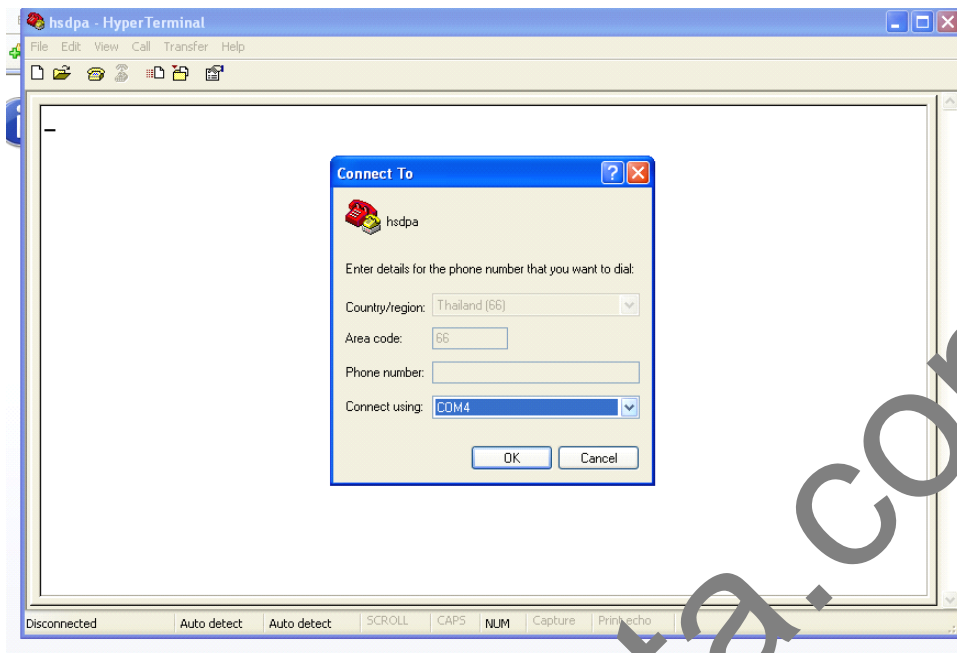 hsdpa - HyperTerminal
File Edit View Call Transfer Help
Connect To
hsdpa
Enter details for the phone number that you want to dial:
Country/region: Thailand (66)
Area code: 66
Phone number:
Connect using: COM4
OK Cancel
Disconnected Auto detect Auto detect SCROLL CAPS NUM Capture Print echo
ta.co